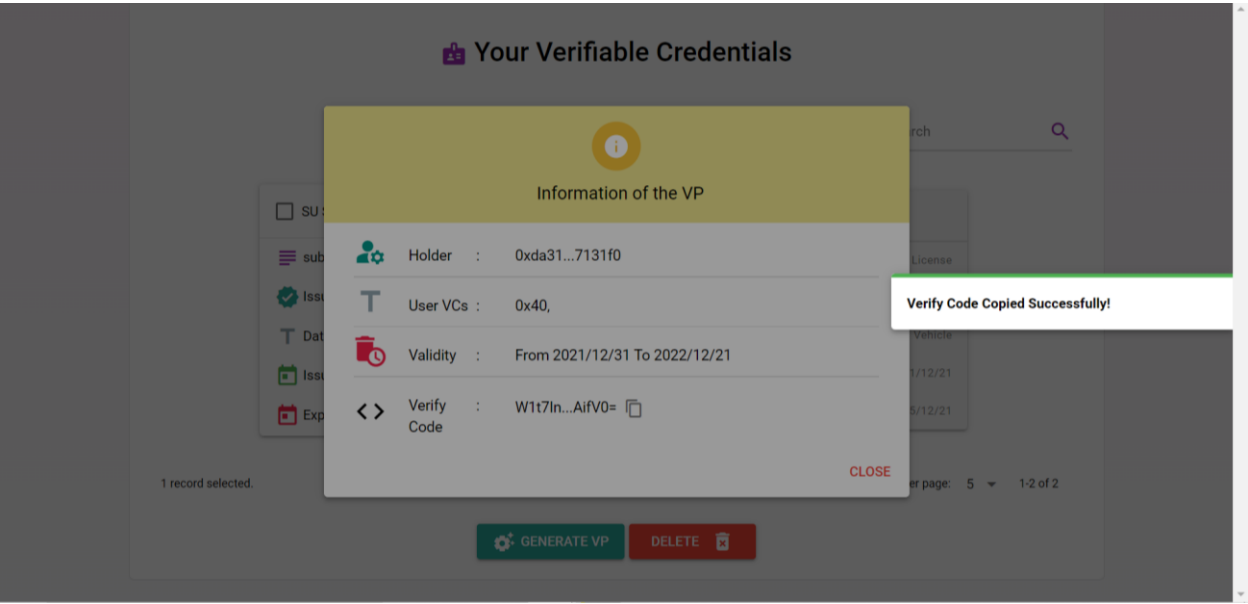 Your Verifiable Credentials
rch
Information of the VP
SU S
sub
Holder : 0xda31...7131f0
License
Issu
User VCs : 0x40,
Verify Code Copied Successfully!
Dat
Vehicle
Validity : From 2021/12/31 To 2022/12/21
Issu
1/12/21
Verify Code : W1t7In...AifV0=
Exp
5/12/21
CLOSE
1 record selected.
er page: 5 1-2 of 2
GENERATE VP
DELETE